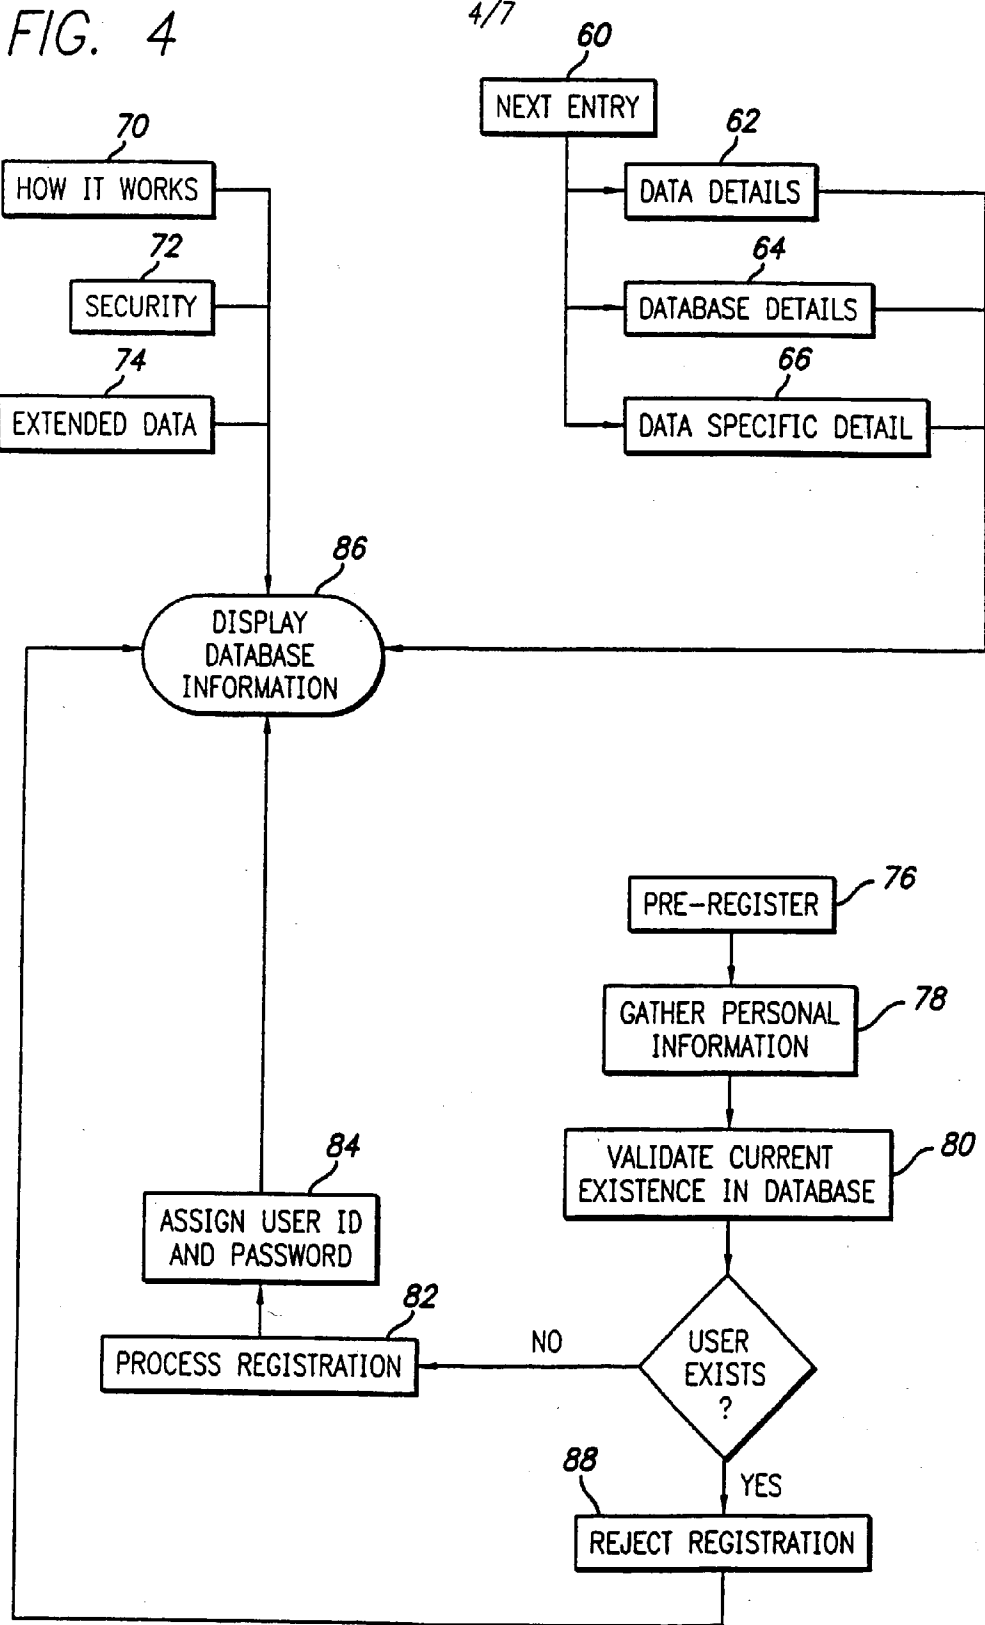 FIG. 4
4/7
60
NEXT ENTRY
70
HOW IT WORKS
62
DATA DETAILS
72
SECURITY
64
DATABASE DETAILS
74
EXTENDED DATA
66
DATA SPECIFIC DETAIL
86
DISPLAY
DATABASE
INFORMATION
76
PRE-REGISTER
78
GATHER PERSONAL
INFORMATION
80
VALIDATE CURRENT
EXISTENCE IN DATABASE
84
ASSIGN USER ID
AND PASSWORD
82
PROCESS REGISTRATION
NO
USER
EXISTS
?
YES
88
REJECT REGISTRATION